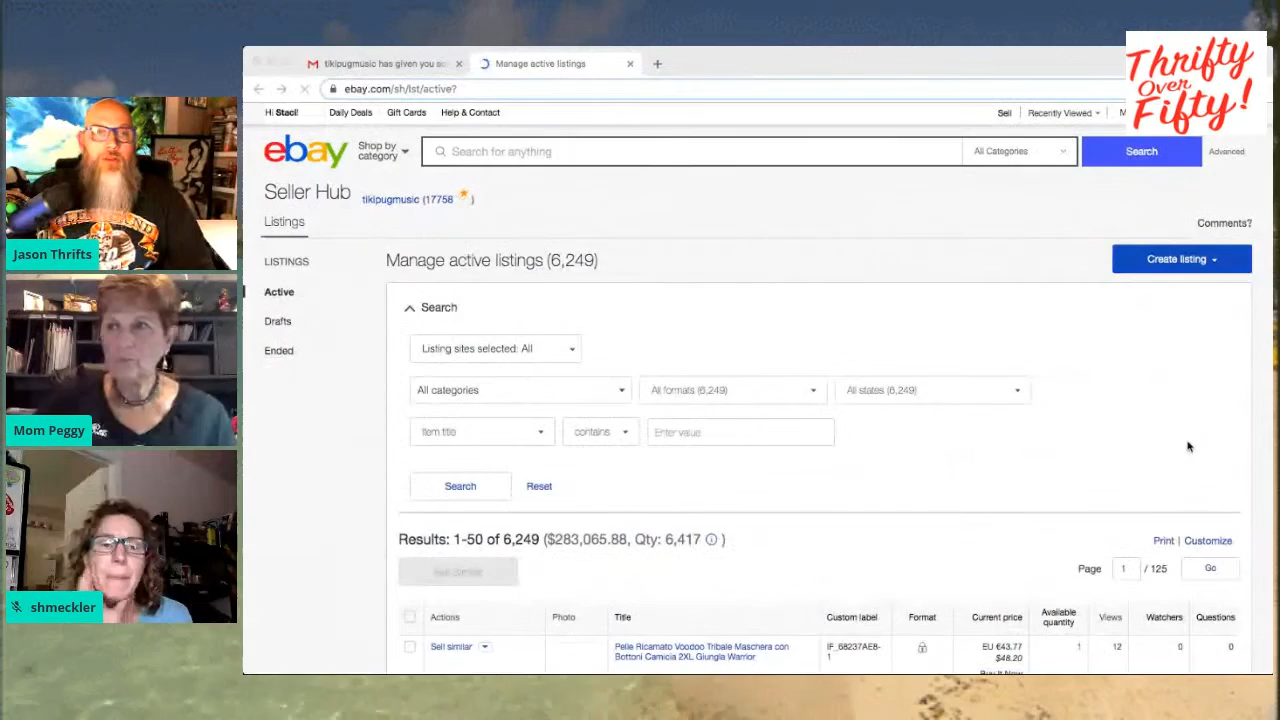 Thrifty
Over
Fifty!
tikipugmusic has given you
Manage active listings
ebay.com/sh/lst/active?
Hi Staci!
Daily Deals
Gift Cards
Help & Contact
Sell
Recently Viewed
ebay
Shop by
category
Search for anything
All Categories
Search
Advanced
Seller Hub
tikipugmusic (17758 )
Listings
Comments?
LISTINGS
Manage active listings (6,249)
Create listing
Active
Drafts
Ended
Search
Listing sites selected: All
All categories
All formats (6,249)
All states (6,249)
Item title
contains
Enter value
Search
Reset
Results: 1-50 of 6,249 ($283,065.88, Qty: 6,417 )
Print | Customize
Sell similar
Page 1 / 125 Go
Actions
Photo
Title
Custom label
Format
Current price
Available
quantity
Views
Watchers
Questions
Sell similar
Pelle Ricamato Voodoo Tribale Maschera con
Bottoni Camicia 2XL Giungla Warrior
IF_68237AE8-
1
EU €43.77
$48.20
Buy It Now
1
12
0
0
Jason Thrifts
Mom Peggy
shmeckler